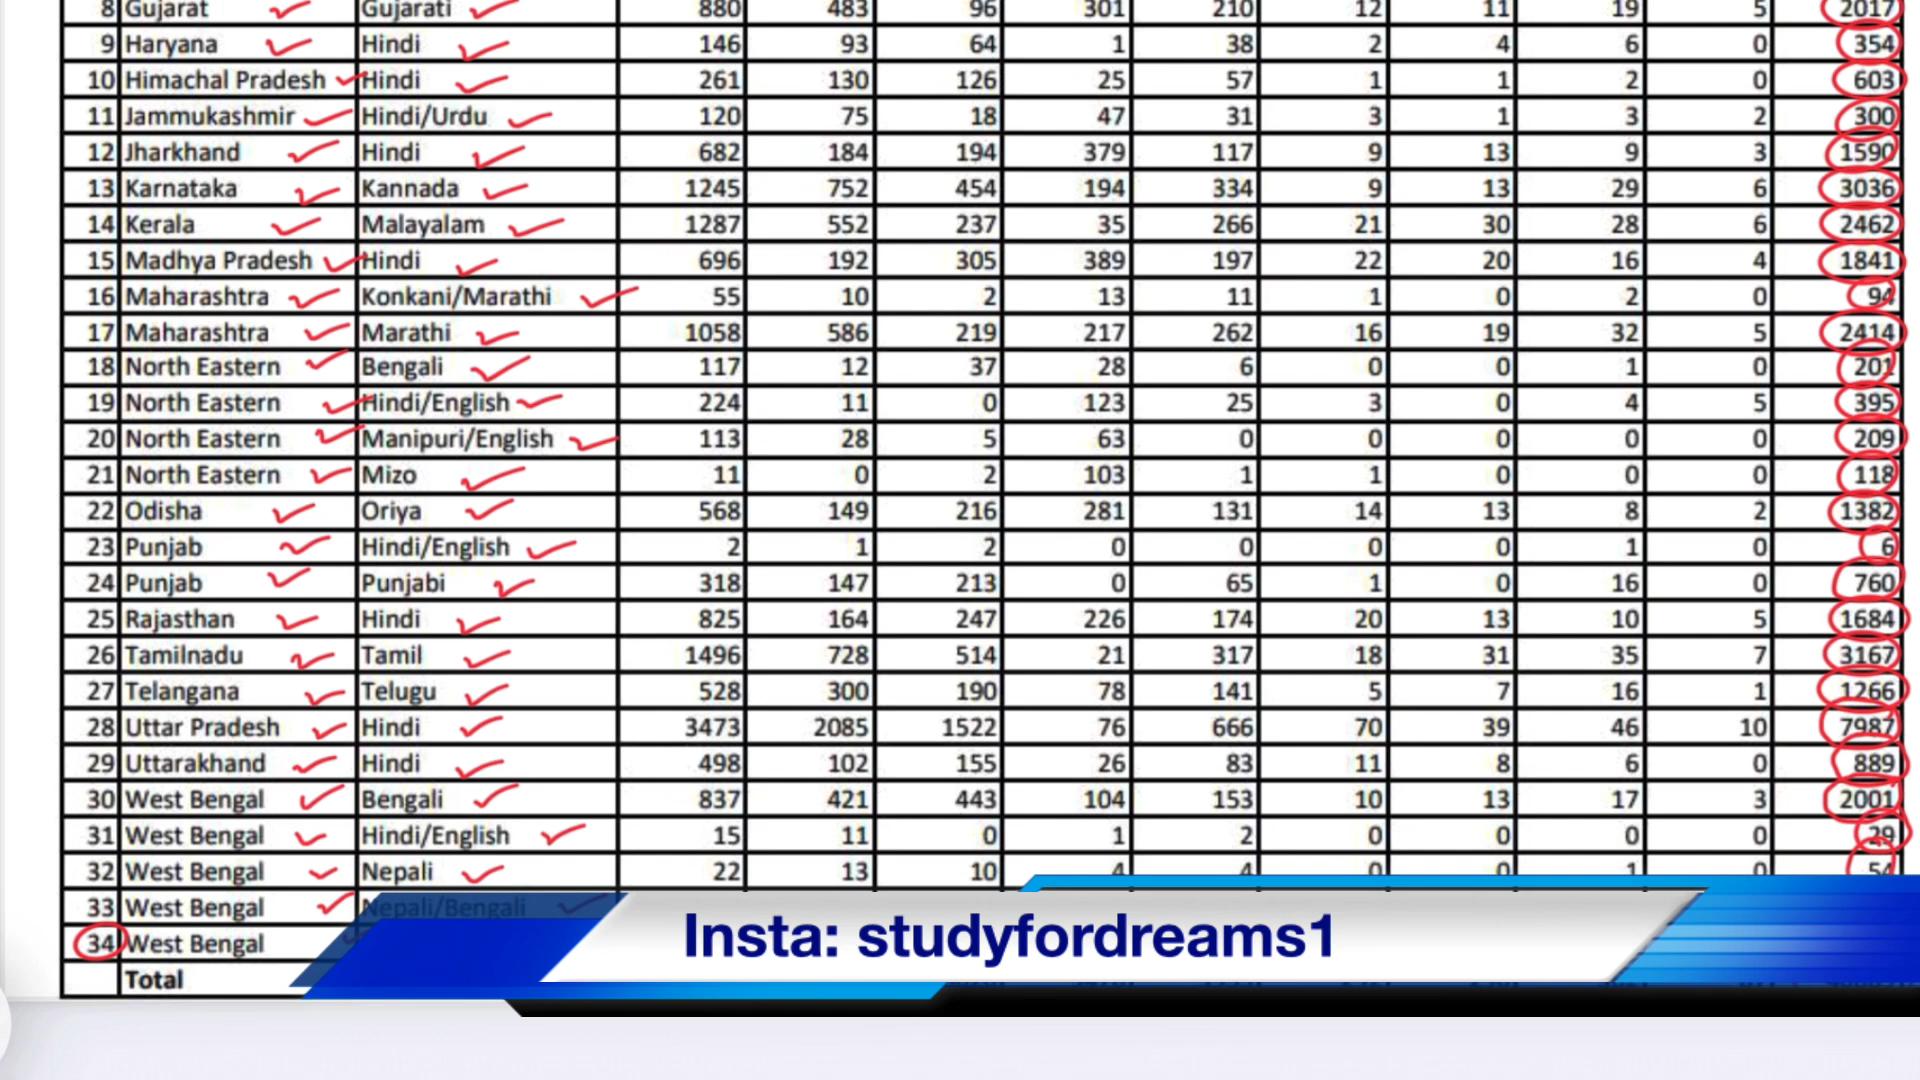 8 Gujarat Gujarati 880 483 96 301 210 12 11 19 5 2017
9 Haryana Hindi 146 93 64 1 38 2 4 6 0 354
10 Himachal Pradesh Hindi 261 130 126 25 57 1 1 2 0 603
11 Jammukashmir Hindi/Urdu 120 75 18 47 31 3 1 3 2 300
12 Jharkhand Hindi 682 184 194 379 117 9 13 9 3 1590
13 Karnataka Kannada 1245 752 454 194 334 9 13 29 6 3036
14 Kerala Malayalam 1287 552 237 35 266 21 30 28 6 2462
15 Madhya Pradesh Hindi 696 192 305 389 197 22 20 16 4 1841
16 Maharashtra Konkani/Marathi 55 10 2 13 11 1 0 2 0 94
17 Maharashtra Marathi 1058 586 219 217 262 16 19 32 5 2414
18 North Eastern Bengali 117 12 37 28 6 0 0 1 0 201
19 North Eastern Hindi/English 224 11 0 123 25 3 0 4 5 395
20 North Eastern Manipuri/English 113 28 5 63 0 0 0 0 0 209
21 North Eastern Mizo 11 0 2 103 1 1 0 0 0 118
22 Odisha Oriya 568 149 216 281 131 14 13 8 2 1382
23 Punjab Hindi/English 2 1 2 0 0 0 0 1 0 6
24 Punjab Punjabi 318 147 213 0 65 1 0 16 0 760
25 Rajasthan Hindi 825 164 247 226 174 20 13 10 5 1684
26 Tamilnadu Tamil 1496 728 514 21 317 18 31 35 7 3167
27 Telangana Telugu 528 300 190 78 141 5 7 16 1 1266
28 Uttar Pradesh Hindi 3473 2085 1522 76 666 70 39 46 10 7987
29 Uttarakhand Hindi 498 102 155 26 83 11 8 6 0 889
30 West Bengal Bengali 837 421 443 104 153 10 13 17 3 2001
31 West Bengal Hindi/English 15 11 0 1 2 0 0 0 0 29
32 West Bengal Nepali 22 13 10 4 4 0 0 1 0 54
33 West Bengal Nepali/Bengali
34 West Bengal
Total
Insta: studyfordreams1